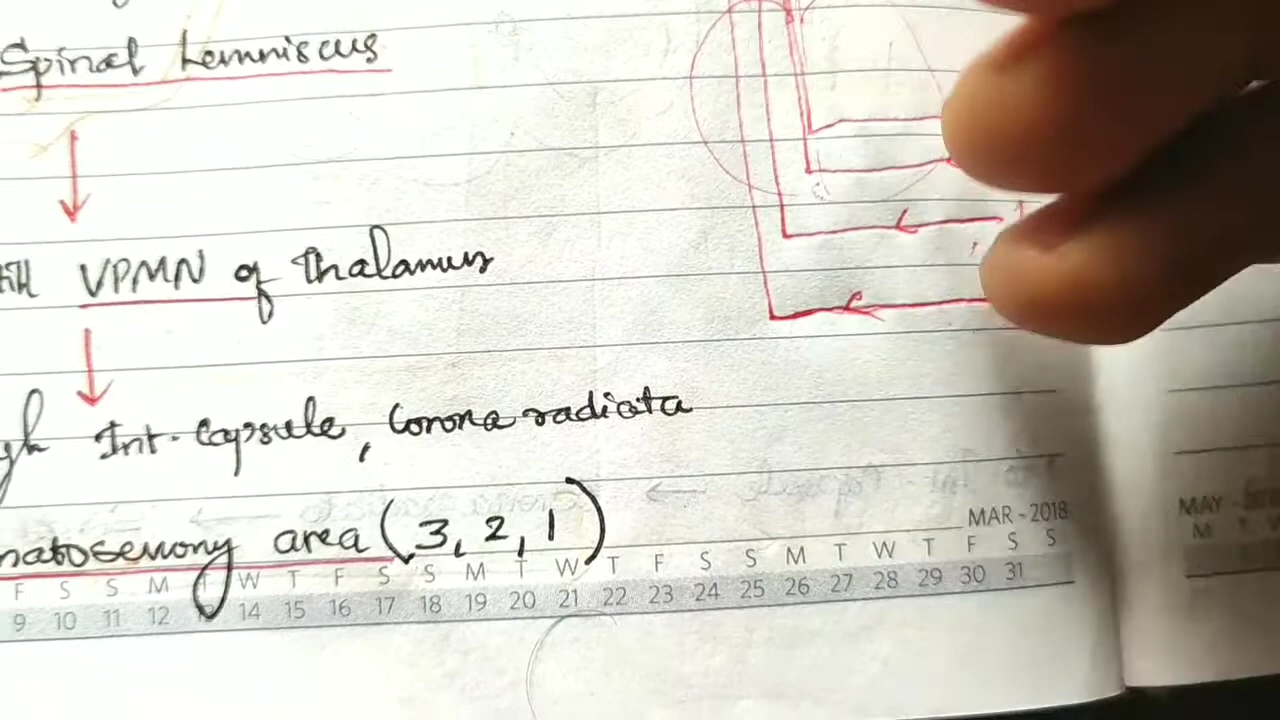 Spinal Lemniscus
VPMN of Thalamus
Int. Capsule, Corona radiata
area (3, 2, 1)
MAR - 2018
F S S M T W T F S S M T W T F S S M T W T F S S
9 10 11 12 14 15 16 17 18 19 20 21 22 23 24 25 26 27 28 29 30 31
MAY
M T W